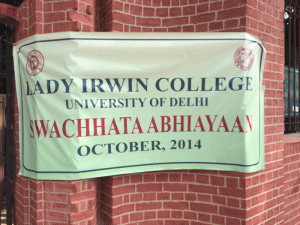 LADY IRWIN COLLEGE
UNIVERSITY OF DELHI
SWACHHATA ABHIAYAAN
OCTOBER, 2014